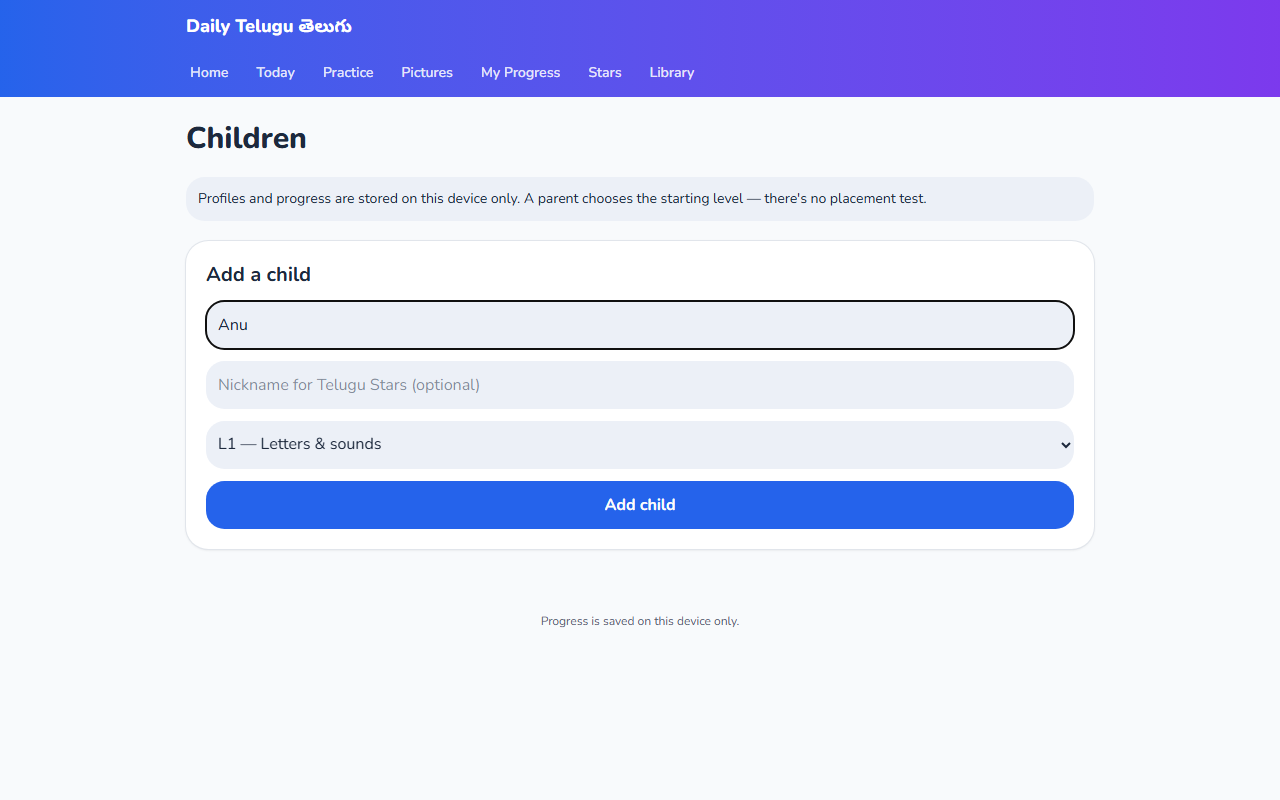 Daily Telugu తెలుగు
Home Today Practice Pictures My Progress Stars Library
Children
Profiles and progress are stored on this device only. A parent chooses the starting level — there's no placement test.
Add a child
Anu
Nickname for Telugu Stars (optional)
L1 — Letters & sounds
Add child
Progress is saved on this device only.